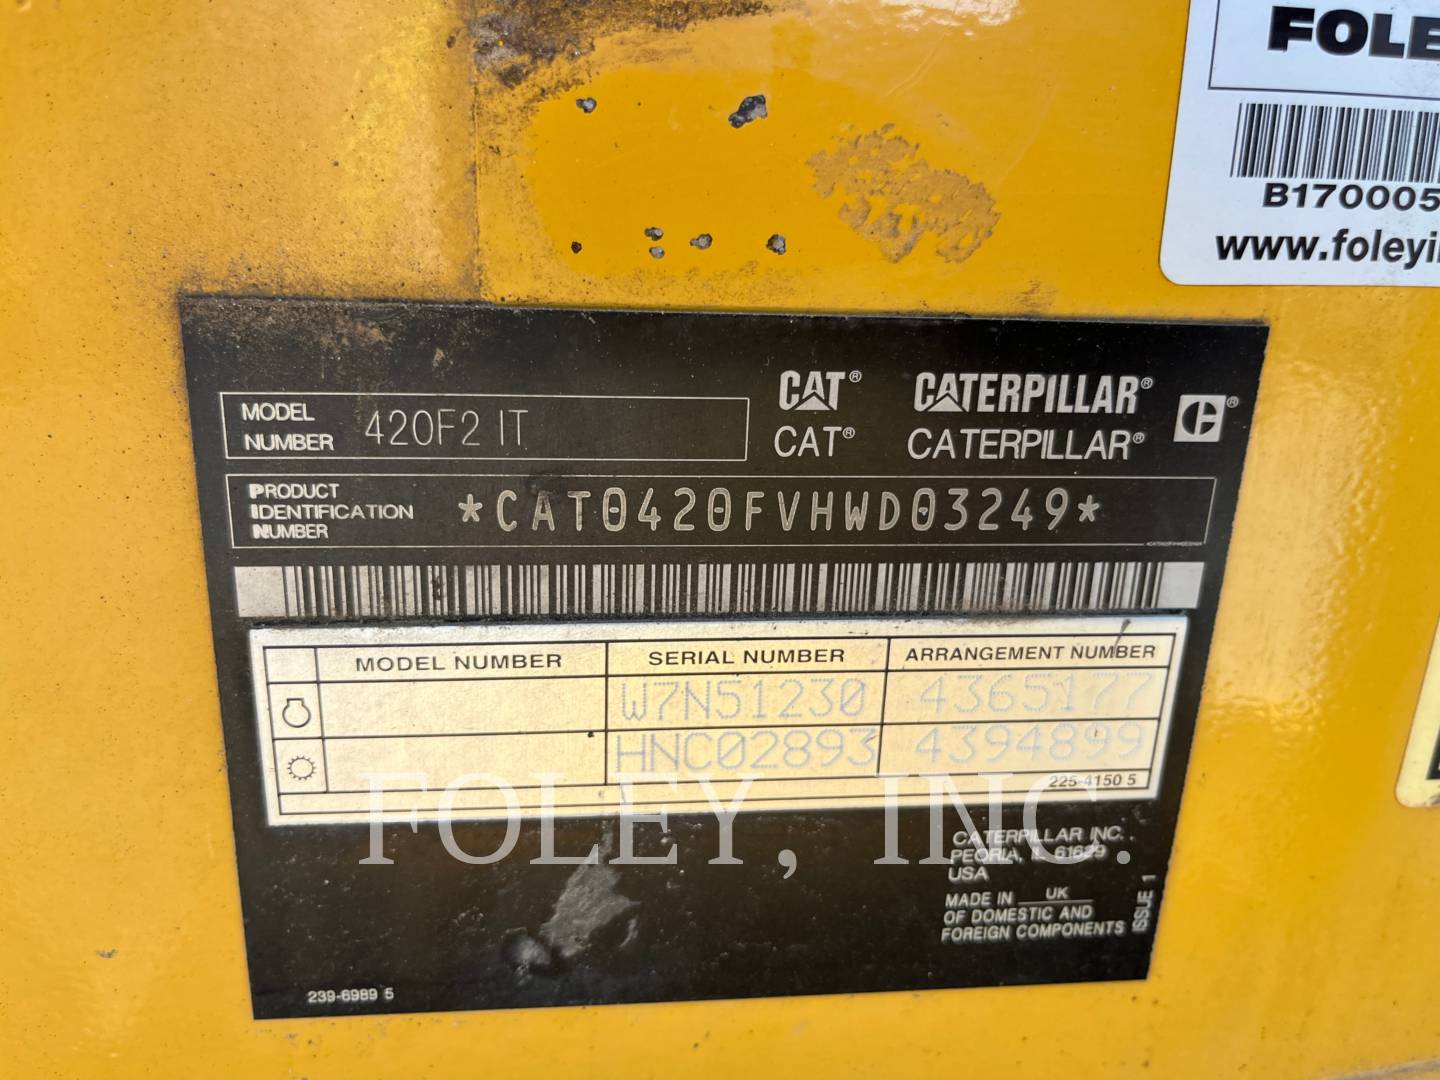 FOLE
B170005
www.foleyi
CAT® CATERPILLAR®
CAT® CATERPILLAR®
MODEL NUMBER 420F2 IT
PRODUCT IDENTIFICATION NUMBER *CAT0420FVHWD03249*
MODEL NUMBER SERIAL NUMBER ARRANGEMENT NUMBER
W7N51230 4365177
HNC02893 4394899
225-4150 5
FOLEY, INC.
CATERPILLAR INC.
PEORIA, IL 61629
USA
MADE IN UK
OF DOMESTIC AND
FOREIGN COMPONENTS
ISSUE 1
239-6989 5